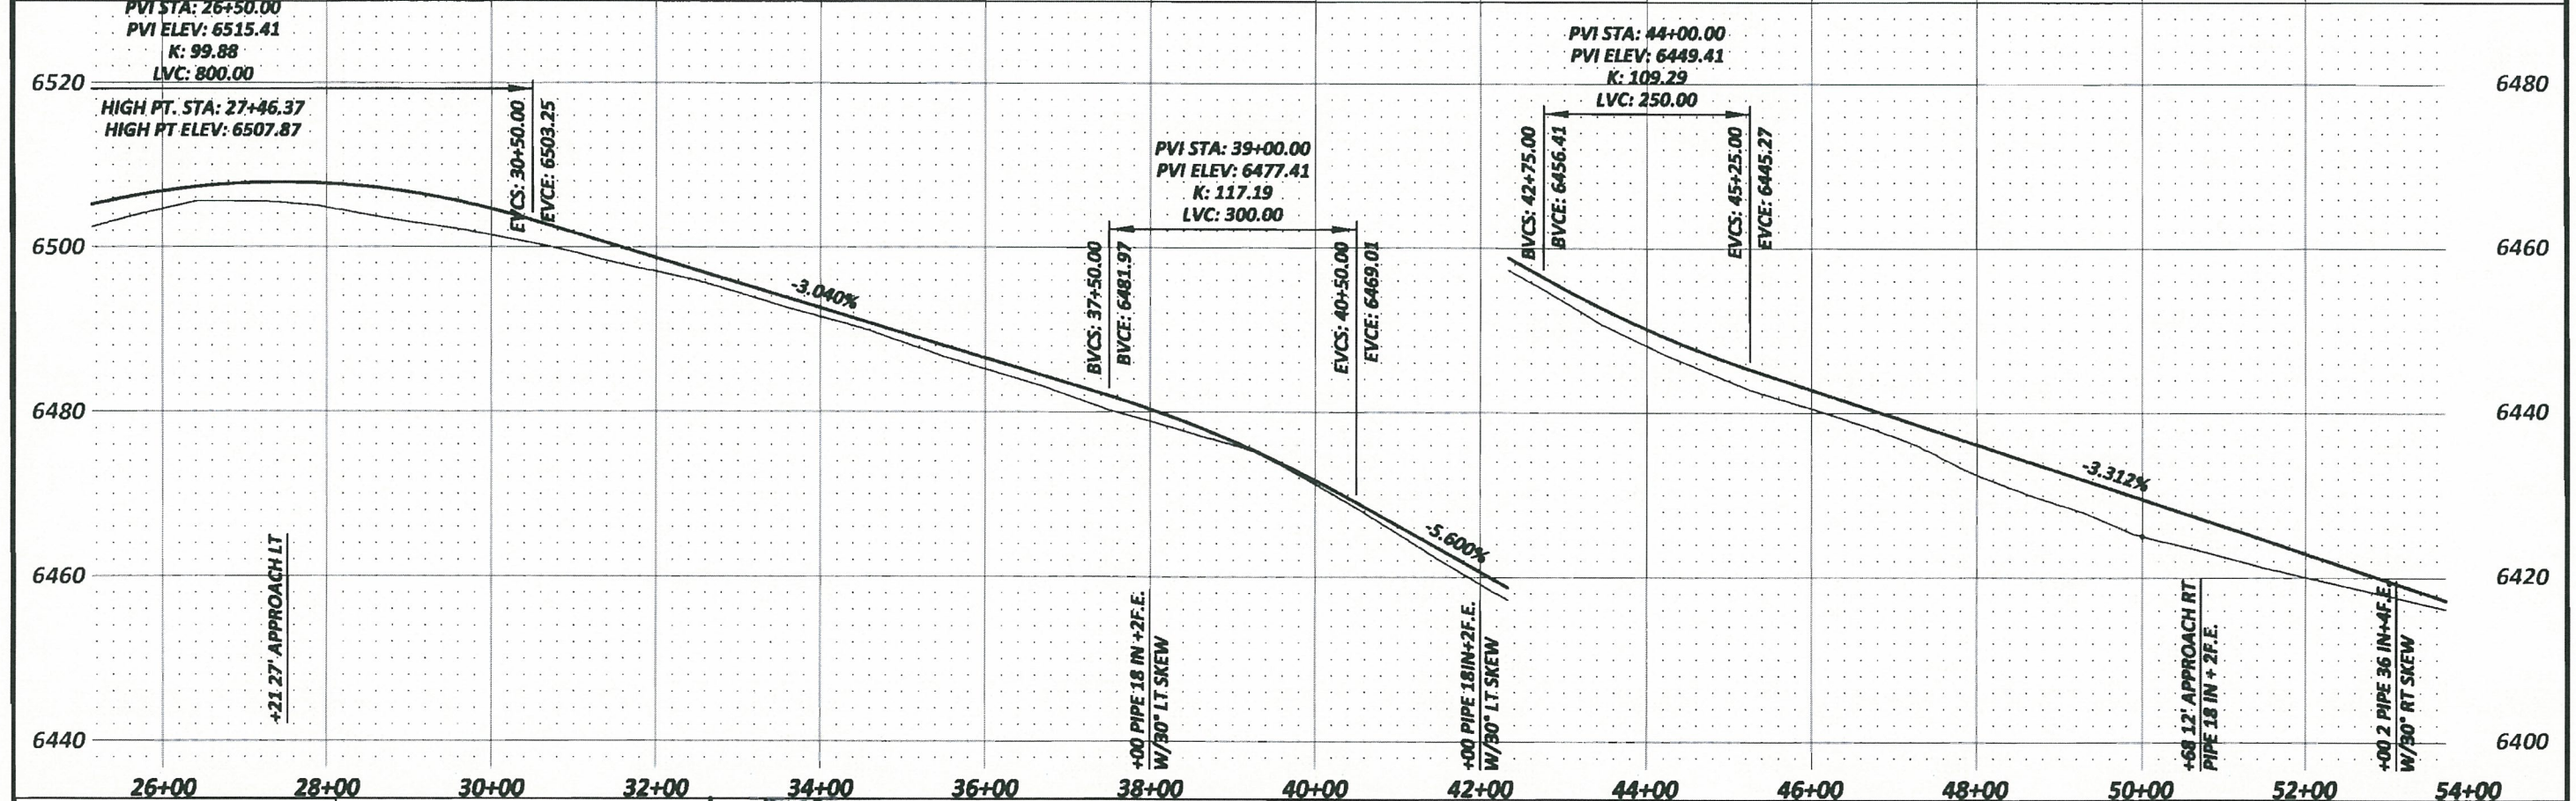 PVI STA: 26+50.00
PVI ELEV: 6515.41
K: 99.88
LVC: 800.00
HIGH PT. STA: 27+46.37
HIGH PT ELEV: 6507.87
EVCS: 30+50.00
EVCE: 6503.25
PVI STA: 39+00.00
PVI ELEV: 6477.41
K: 117.19
LVC: 300.00
BVCS: 37+50.00
BVCE: 6481.97
EVCS: 40+50.00
EVCE: 6469.01
PVI STA: 44+00.00
PVI ELEV: 6449.41
K: 109.29
LVC: 250.00
BVCS: 42+75.00
BVCE: 6456.41
EVCS: 45+25.00
EVCE: 6445.27
6520
6500
6480
6460
6440
6480
6460
6440
6420
6400
-3.040%
-5.600%
-3.312%
+21 27' APPROACH LT
+00 PIPE 18 IN +2F.E.
W/30° LT SKEW
+00 PIPE 18IN+2F.E.
W/30° LT SKEW
+68 12' APPROACH RT
PIPE 18 IN + 2F.E.
+00 2 PIPE 36 IN+4F.E.
W/30° RT SKEW
26+00 28+00 30+00 32+00 34+00 36+00 38+00 40+00 42+00 44+00 46+00 48+00 50+00 52+00 54+00